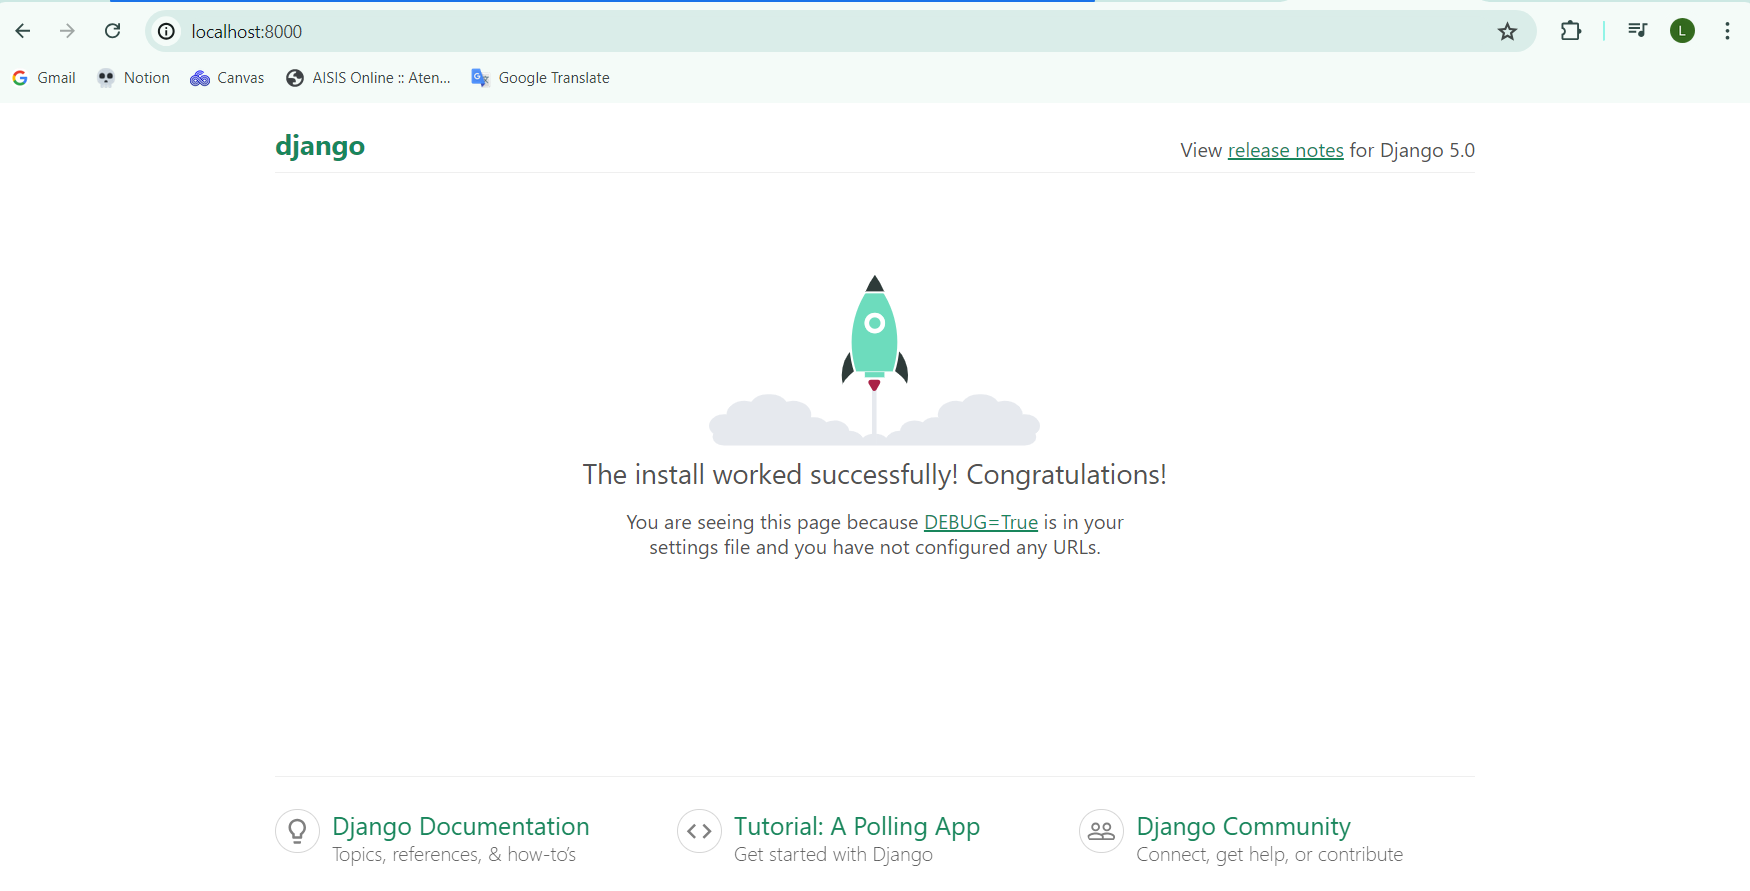 localhost:8000
L
Gmail Notion Canvas AISIS Online :: Aten... Google Translate
django
View release notes for Django 5.0
The install worked successfully! Congratulations!
You are seeing this page because DEBUG=True is in your
settings file and you have not configured any URLs.
Django Documentation
Topics, references, & how-to’s
Tutorial: A Polling App
Get started with Django
Django Community
Connect, get help, or contribute